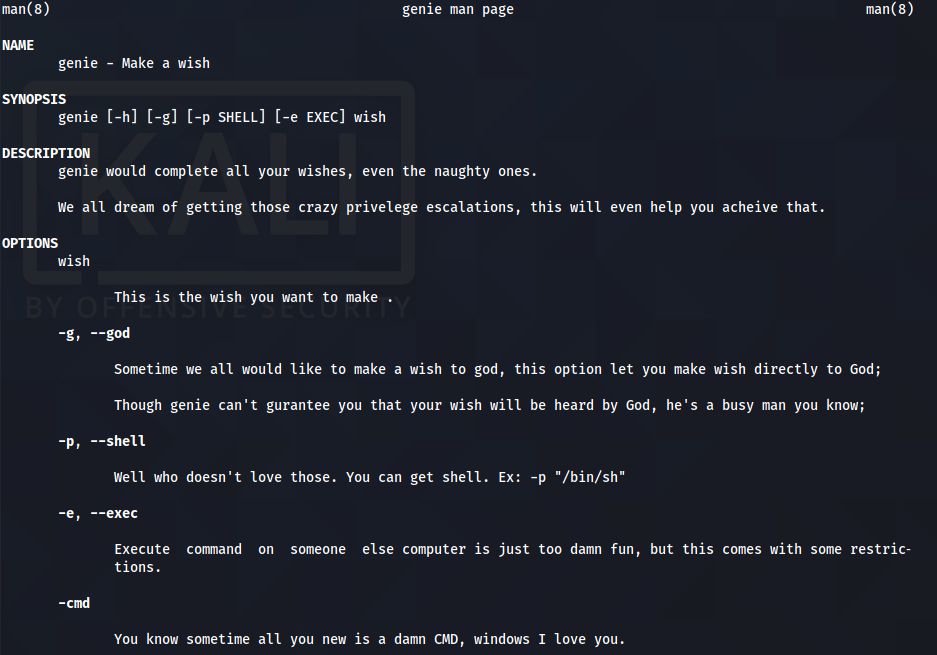 man(8) genie man page man(8)
NAME
genie - Make a wish
SYNOPSIS
genie [-h] [-g] [-p SHELL] [-e EXEC] wish
DESCRIPTION
genie would complete all your wishes, even the naughty ones.
We all dream of getting those crazy privelege escalations, this will even help you acheive that.
OPTIONS
wish
This is the wish you want to make .
-g, --god
Sometime we all would like to make a wish to god, this option let you make wish directly to God;
Though genie can't gurantee you that your wish will be heard by God, he's a busy man you know;
-p, --shell
Well who doesn't love those. You can get shell. Ex: -p "/bin/sh"
-e, --exec
Execute command on someone else computer is just too damn fun, but this comes with some restric-
tions.
-cmd
You know sometime all you new is a damn CMD, windows I love you.
KALI
BY OFFENSIVE SECURITY